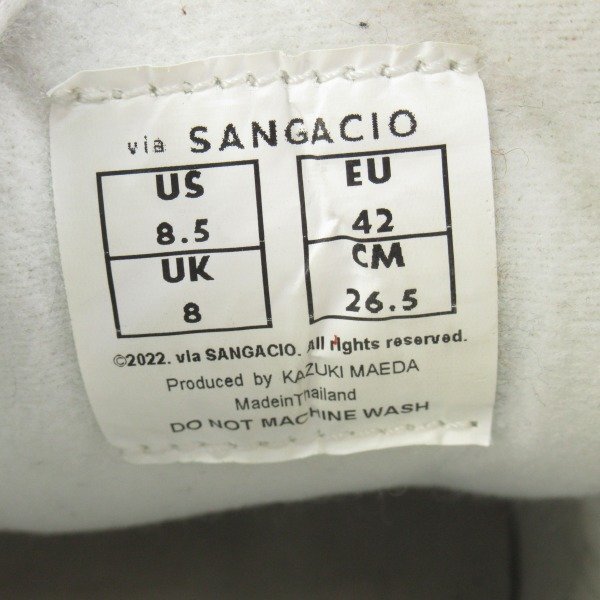 via SANGACIO
US EU
8.5 42
UK CM
8 26.5
©2022. via SANGACIO. All rights reserved.
Produced by KAZUKI MAEDA
MadeinThailand
DO NOT MACHINE WASH